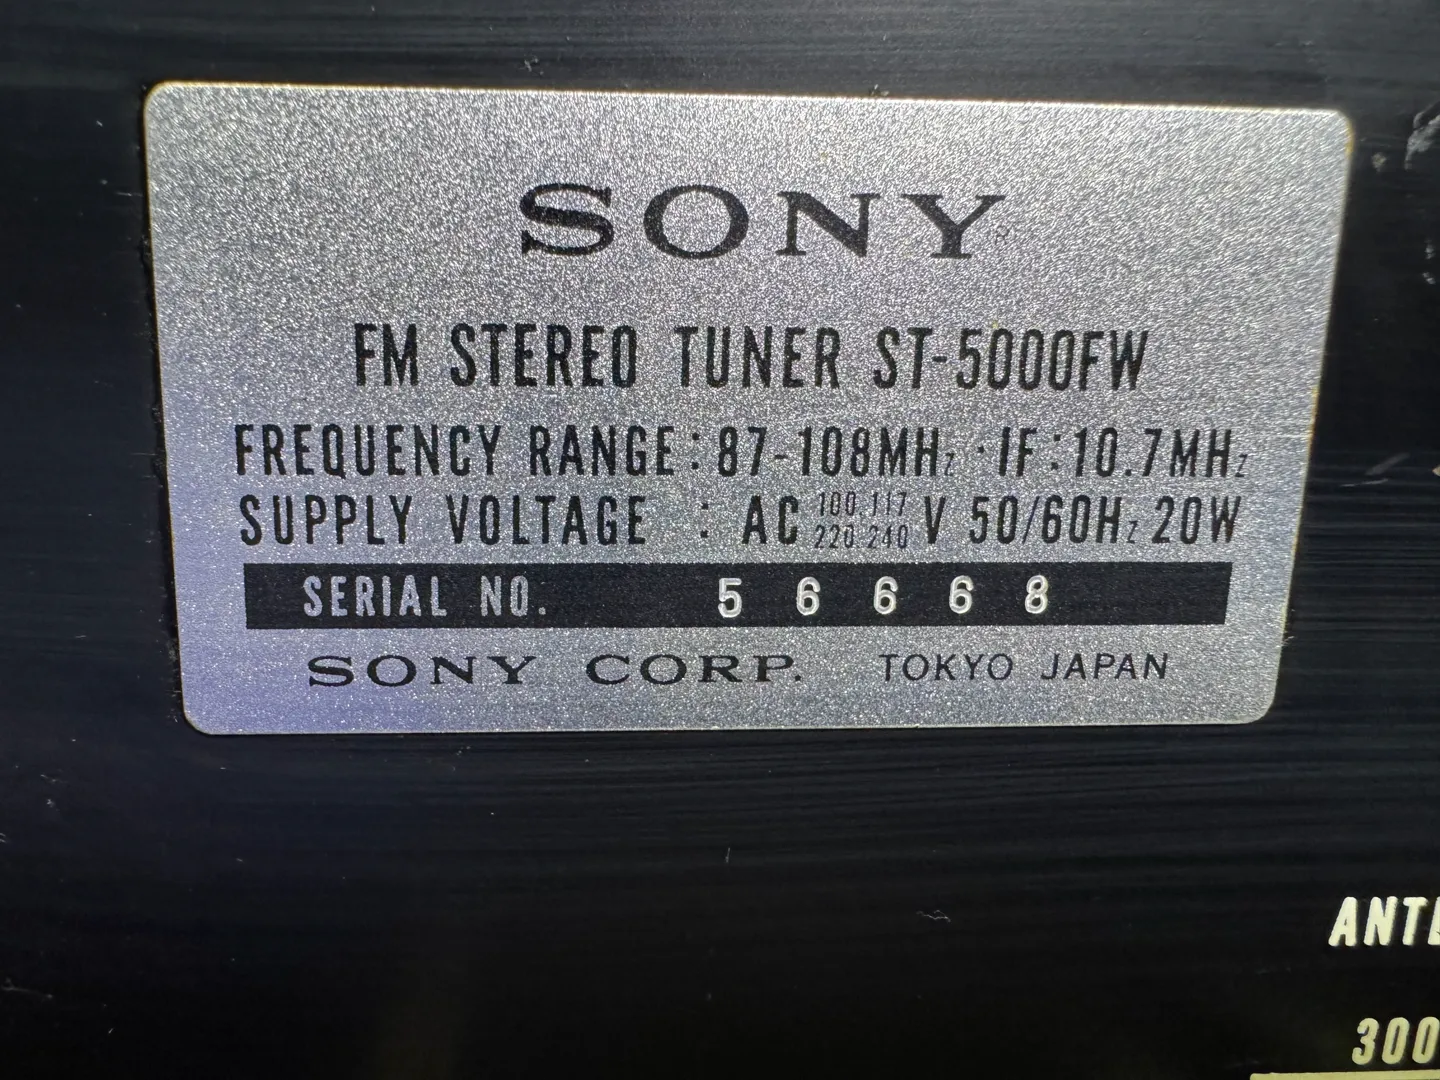 SONY
FM STEREO TUNER ST-5000FW
FREQUENCY RANGE : 87-108MHz · IF : 10.7MHz
SUPPLY VOLTAGE : AC 100.117 220.240 V 50/60Hz 20W
SERIAL NO. 56668
SONY CORP. TOKYO JAPAN
300